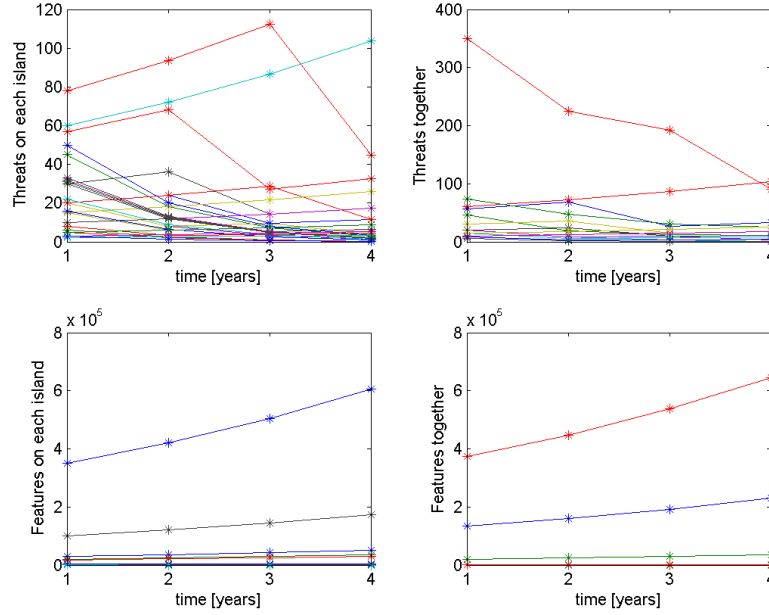 120
100
80
60
40
20
0
Threats on each island
1 2 3 4
time [years]
400
300
200
100
0
Threats together
1 2 3 4
time [years]
x 10^5
8
6
4
2
0
Features on each island
1 2 3 4
time [years]
x 10^5
8
6
4
2
0
Features together
1 2 3 4
time [years]